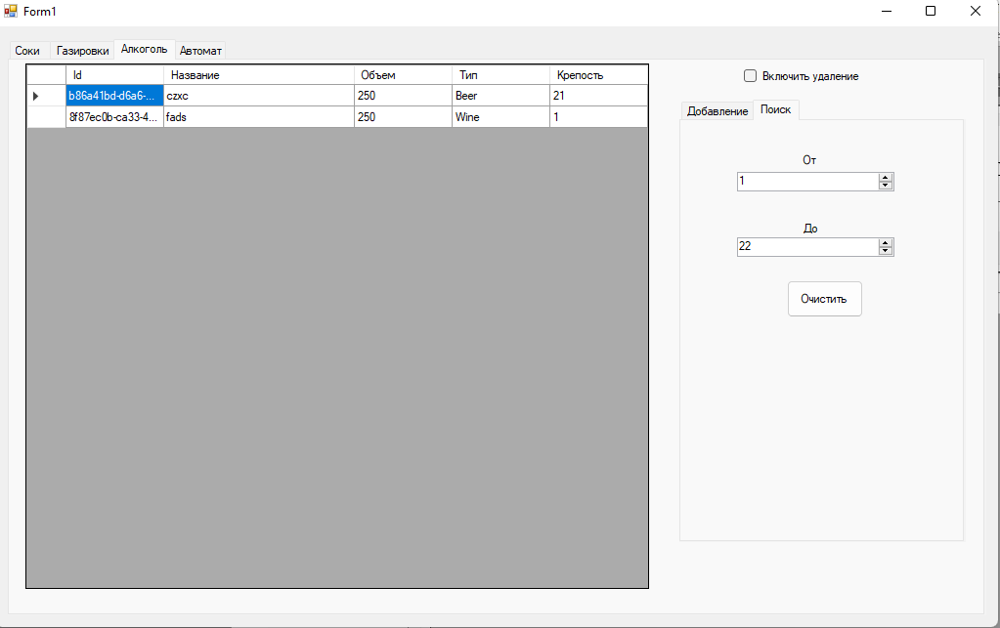 Form1
Соки Газировки Алкоголь Автомат
Id Название Объем Тип Крепость
b86a41bd-d6a6-... czxc 250 Beer 21
8f87ec0b-ca33-4... fads 250 Wine 1
Включить удаление
Добавление Поиск
От
1
До
22
Очистить